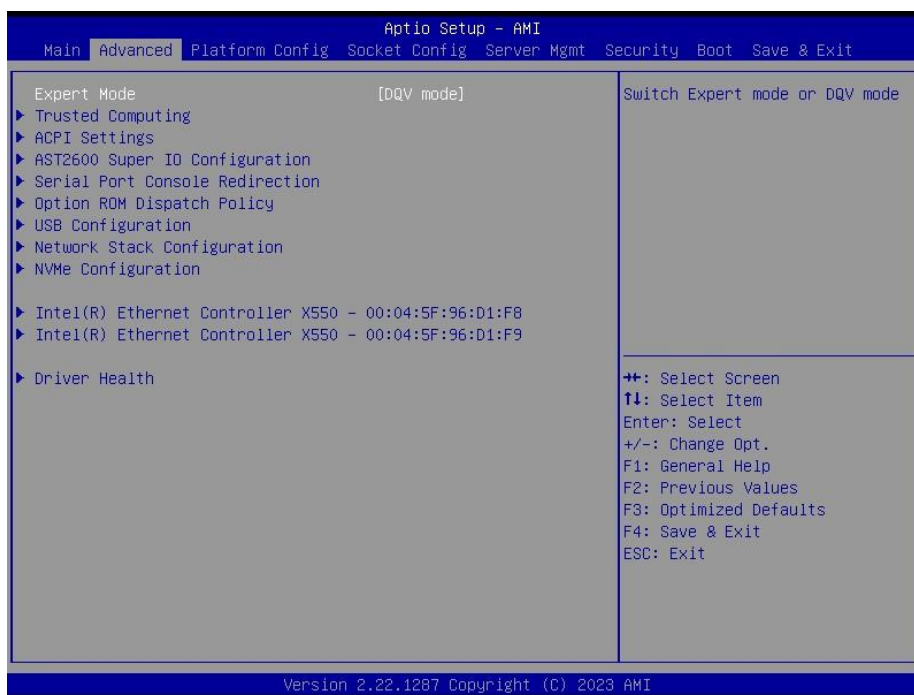 Aptio Setup – AMI
Main Advanced Platform Config Socket Config Server Mgmt Security Boot Save & Exit
Expert Mode [DQV mode]
Trusted Computing
ACPI Settings
AST2600 Super IO Configuration
Serial Port Console Redirection
Option ROM Dispatch Policy
USB Configuration
Network Stack Configuration
NVMe Configuration
Intel(R) Ethernet Controller X550 – 00:04:5F:96:D1:F8
Intel(R) Ethernet Controller X550 – 00:04:5F:96:D1:F9
Driver Health
Switch Expert mode or DQV mode
→←: Select Screen
↑↓: Select Item
Enter: Select
+/-: Change Opt.
F1: General Help
F2: Previous Values
F3: Optimized Defaults
F4: Save & Exit
ESC: Exit
Version 2.22.1287 Copyright (C) 2023 AMI